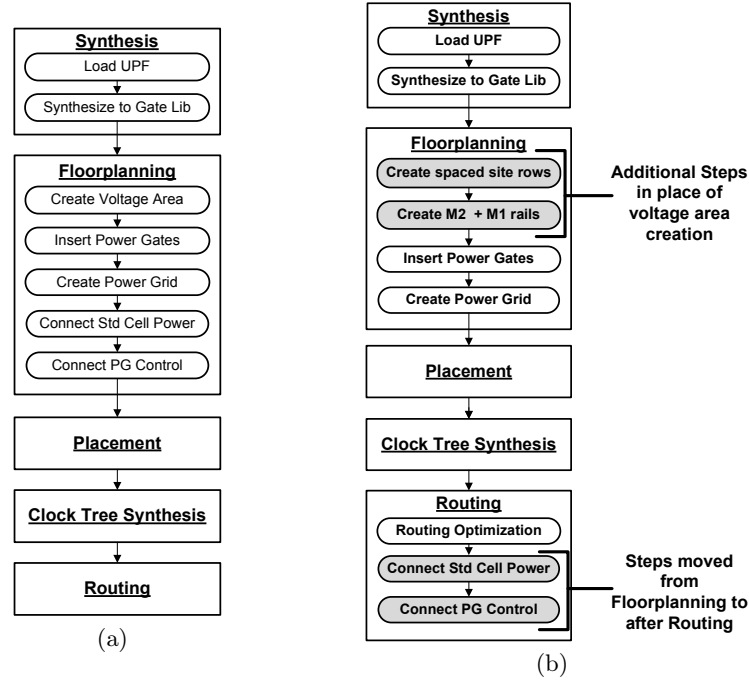 Synthesis
Load UPF
Synthesize to Gate Lib
Floorplanning
Create Voltage Area
Insert Power Gates
Create Power Grid
Connect Std Cell Power
Connect PG Control
Placement
Clock Tree Synthesis
Routing
(a)
Synthesis
Load UPF
Synthesize to Gate Lib
Floorplanning
Create spaced site rows
Create M2 + M1 rails
Insert Power Gates
Create Power Grid
Additional Steps
in place of
voltage area
creation
Placement
Clock Tree Synthesis
Routing
Routing Optimization
Connect Std Cell Power
Connect PG Control
Steps moved
from
Floorplanning to
after Routing
(b)